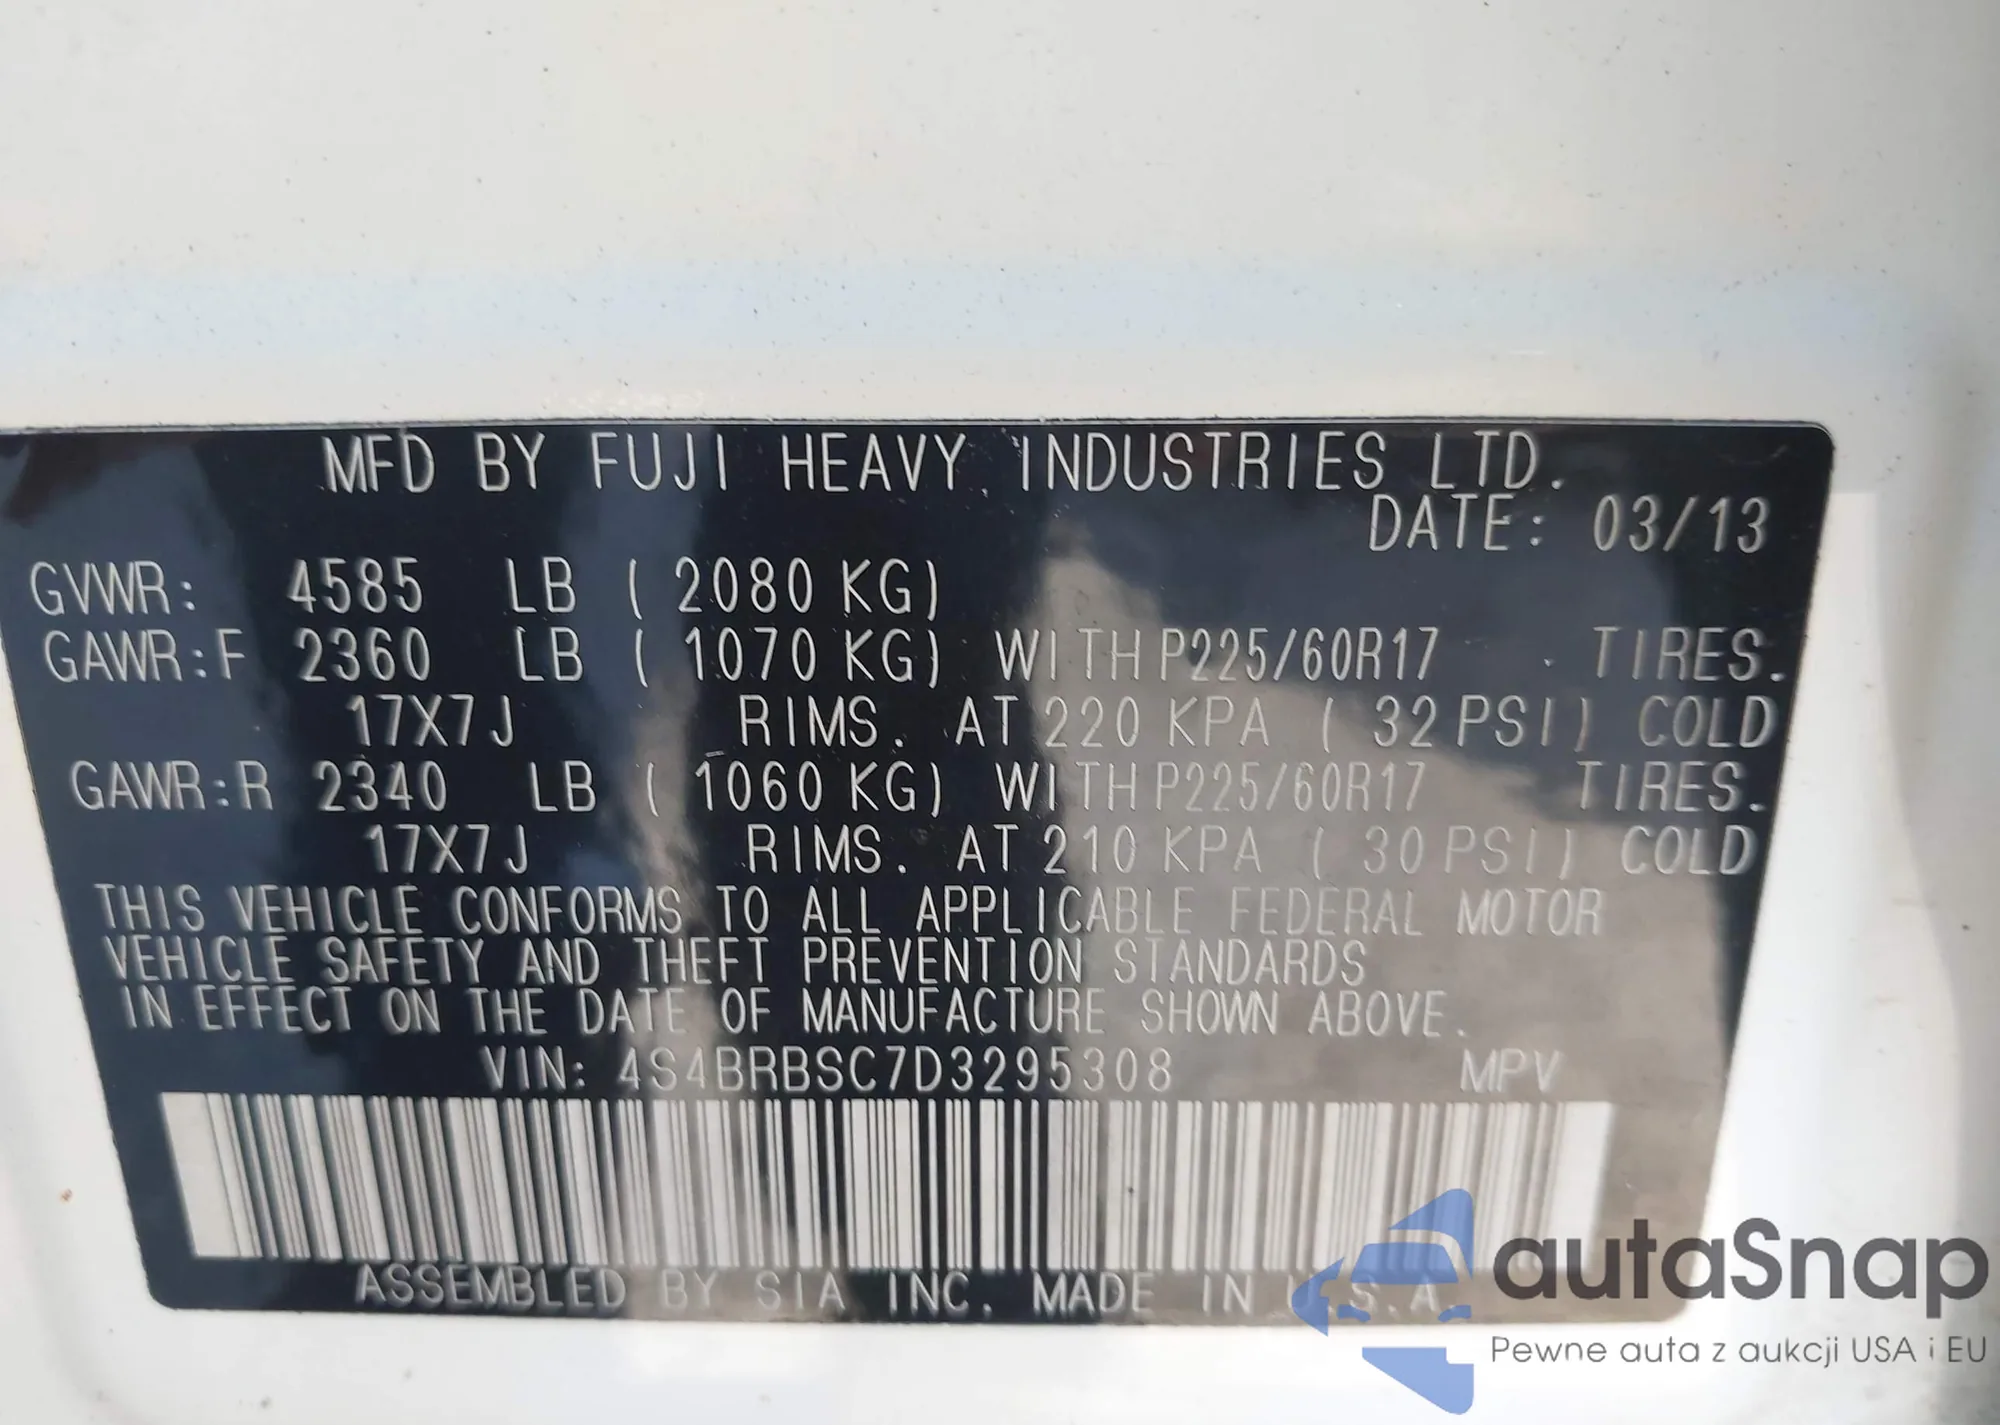 MFD BY FUJI HEAVY INDUSTRIES LTD.
DATE: 03/13
GVWR: 4585 LB ( 2080 KG)
GAWR:F 2360 LB ( 1070 KG) WITH P225/60R17 TIRES.
17X7J RIMS. AT 220 KPA ( 32 PSI) COLD
GAWR:R 2340 LB ( 1060 KG) WITH P225/60R17 TIRES.
17X7J RIMS. AT 210 KPA ( 30 PSI) COLD
THIS VEHICLE CONFORMS TO ALL APPLICABLE FEDERAL MOTOR
VEHICLE SAFETY AND THEFT PREVENTION STANDARDS
IN EFFECT ON THE DATE OF MANUFACTURE SHOWN ABOVE.
VIN: 4S4BRBSC7D3295308 MPV
ASSEMBLED BY SIA INC. MADE IN U.S.A.
autaSnap
Pewne auta z aukcji USA i EU